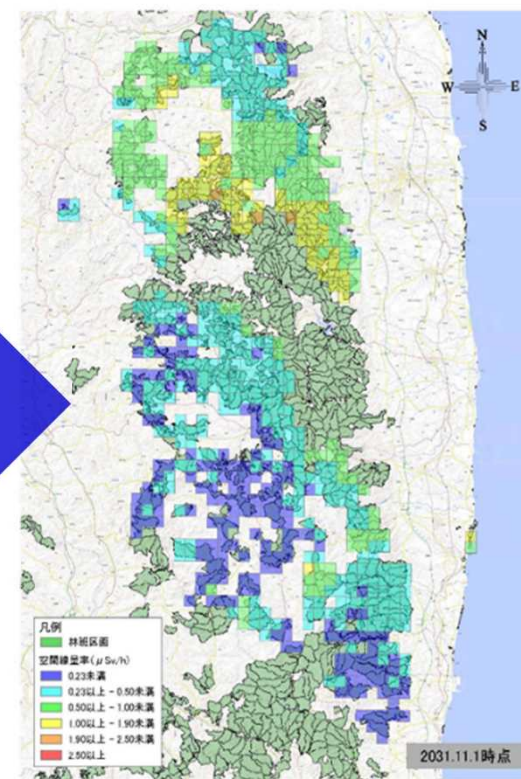 N
W E
S
凡例
林班区画
空間線量率(μSv/h)
0.23未満
0.23以上-0.50未満
0.50以上-1.00未満
1.00以上-1.90未満
1.90以上-2.50未満
2.50以上
2031.11.1時点